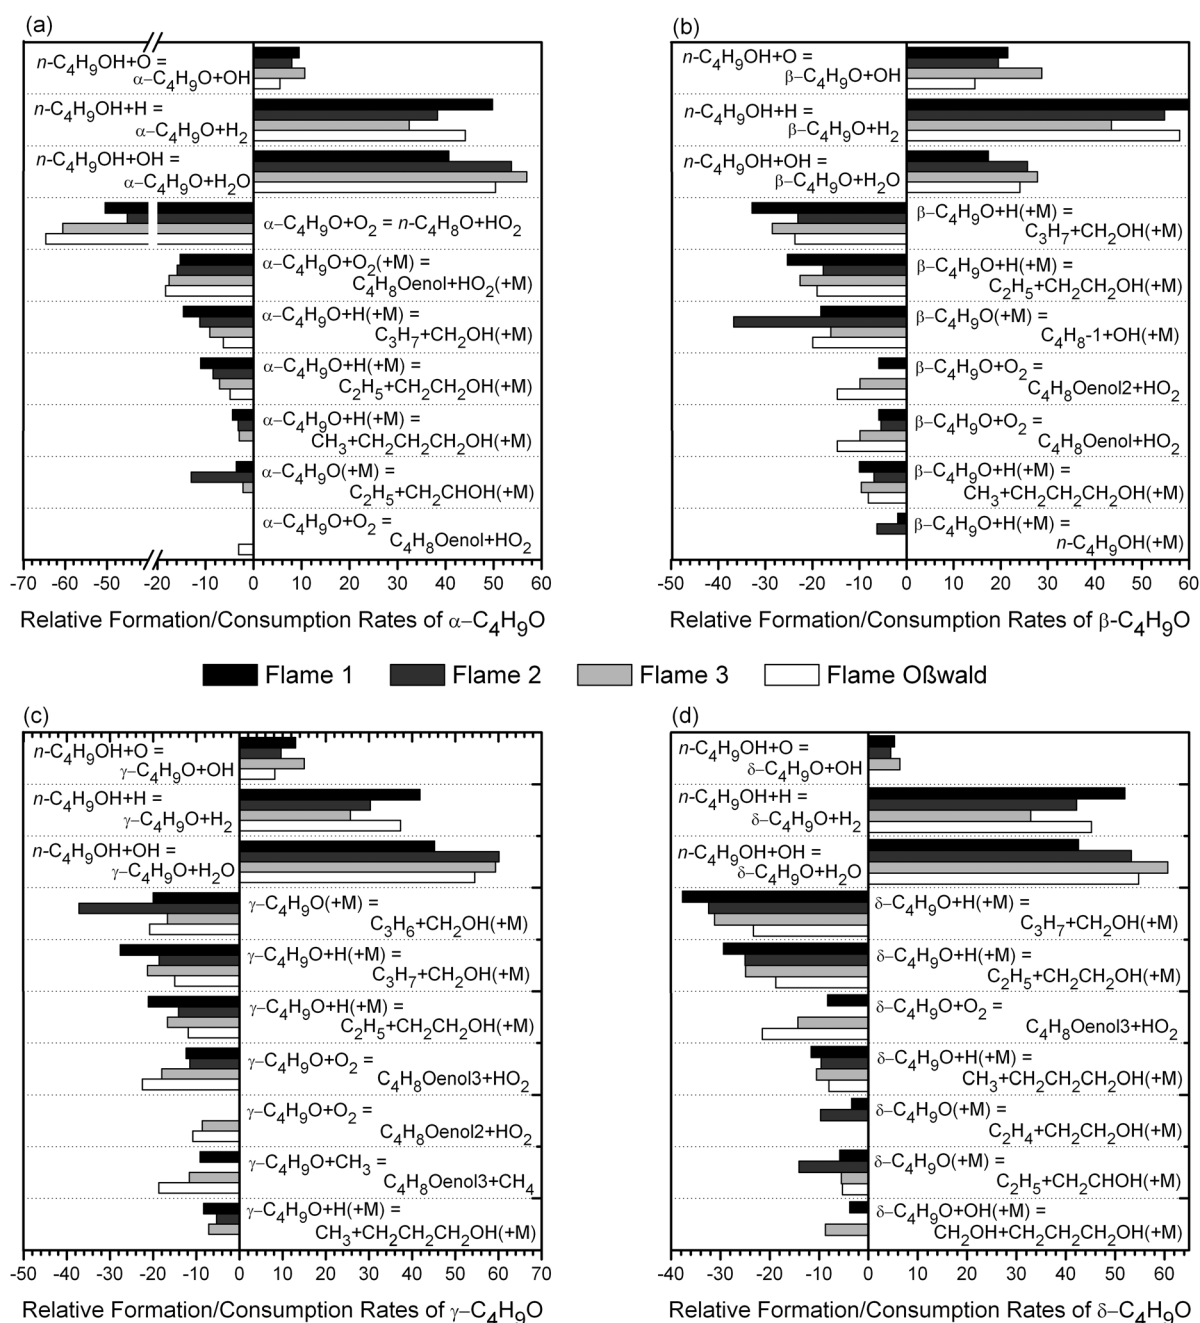 (a)
n-C4H9OH+O =
α–C4H9O+OH
n-C4H9OH+H =
α–C4H9O+H2
n-C4H9OH+OH =
α–C4H9O+H2O
α–C4H9O+O2 = n-C4H8O+HO2
α–C4H9O+O2(+M) =
C4H8Oenol+HO2(+M)
α–C4H9O+H(+M) =
C3H7+CH2OH(+M)
α–C4H9O+H(+M) =
C2H5+CH2CH2OH(+M)
α–C4H9O+H(+M) =
CH3+CH2CH2CH2OH(+M)
α–C4H9O(+M) =
C2H5+CH2CHOH(+M)
α–C4H9O+O2 =
C4H8Oenol+HO2
-70 -60 -50 -40 -30 -20 -10 0 10 20 30 40 50 60
Relative Formation/Consumption Rates of α–C4H9O
(b)
n-C4H9OH+O =
β–C4H9O+OH
n-C4H9OH+H =
β–C4H9O+H2
n-C4H9OH+OH =
β–C4H9O+H2O
β–C4H9O+H(+M) =
C3H7+CH2OH(+M)
β–C4H9O+H(+M) =
C2H5+CH2CH2OH(+M)
β–C4H9O(+M) =
C4H8-1+OH(+M)
β–C4H9O+O2 =
C4H8Oenol2+HO2
β–C4H9O+O2 =
C4H8Oenol+HO2
β–C4H9O+H(+M) =
CH3+CH2CH2CH2OH(+M)
β–C4H9O+H(+M) =
n-C4H9OH(+M)
-50 -40 -30 -20 -10 0 10 20 30 40 50 60
Relative Formation/Consumption Rates of β-C4H9O
Flame 1 Flame 2 Flame 3 Flame Oßwald
(c)
n-C4H9OH+O =
γ–C4H9O+OH
n-C4H9OH+H =
γ–C4H9O+H2
n-C4H9OH+OH =
γ–C4H9O+H2O
γ–C4H9O(+M) =
C3H6+CH2OH(+M)
γ–C4H9O+H(+M) =
C3H7+CH2OH(+M)
γ–C4H9O+H(+M) =
C2H5+CH2CH2OH(+M)
γ–C4H9O+O2 =
C4H8Oenol3+HO2
γ–C4H9O+O2 =
C4H8Oenol2+HO2
γ–C4H9O+CH3 =
C4H8Oenol3+CH4
γ–C4H9O+H(+M) =
CH3+CH2CH2CH2OH(+M)
-50 -40 -30 -20 -10 0 10 20 30 40 50 60 70
Relative Formation/Consumption Rates of γ–C4H9O
(d)
n-C4H9OH+O =
δ–C4H9O+OH
n-C4H9OH+H =
δ–C4H9O+H2
n-C4H9OH+OH =
δ–C4H9O+H2O
δ–C4H9O+H(+M) =
C3H7+CH2OH(+M)
δ–C4H9O+H(+M) =
C2H5+CH2CH2OH(+M)
δ–C4H9O+O2 =
C4H8Oenol3+HO2
δ–C4H9O+H(+M) =
CH3+CH2CH2CH2OH(+M)
δ–C4H9O(+M) =
C2H4+CH2CH2OH(+M)
δ–C4H9O(+M) =
C2H5+CH2CHOH(+M)
δ–C4H9O+OH(+M) =
CH2OH+CH2CH2CH2OH(+M)
-40 -30 -20 -10 0 10 20 30 40 50 60
Relative Formation/Consumption Rates of δ–C4H9O